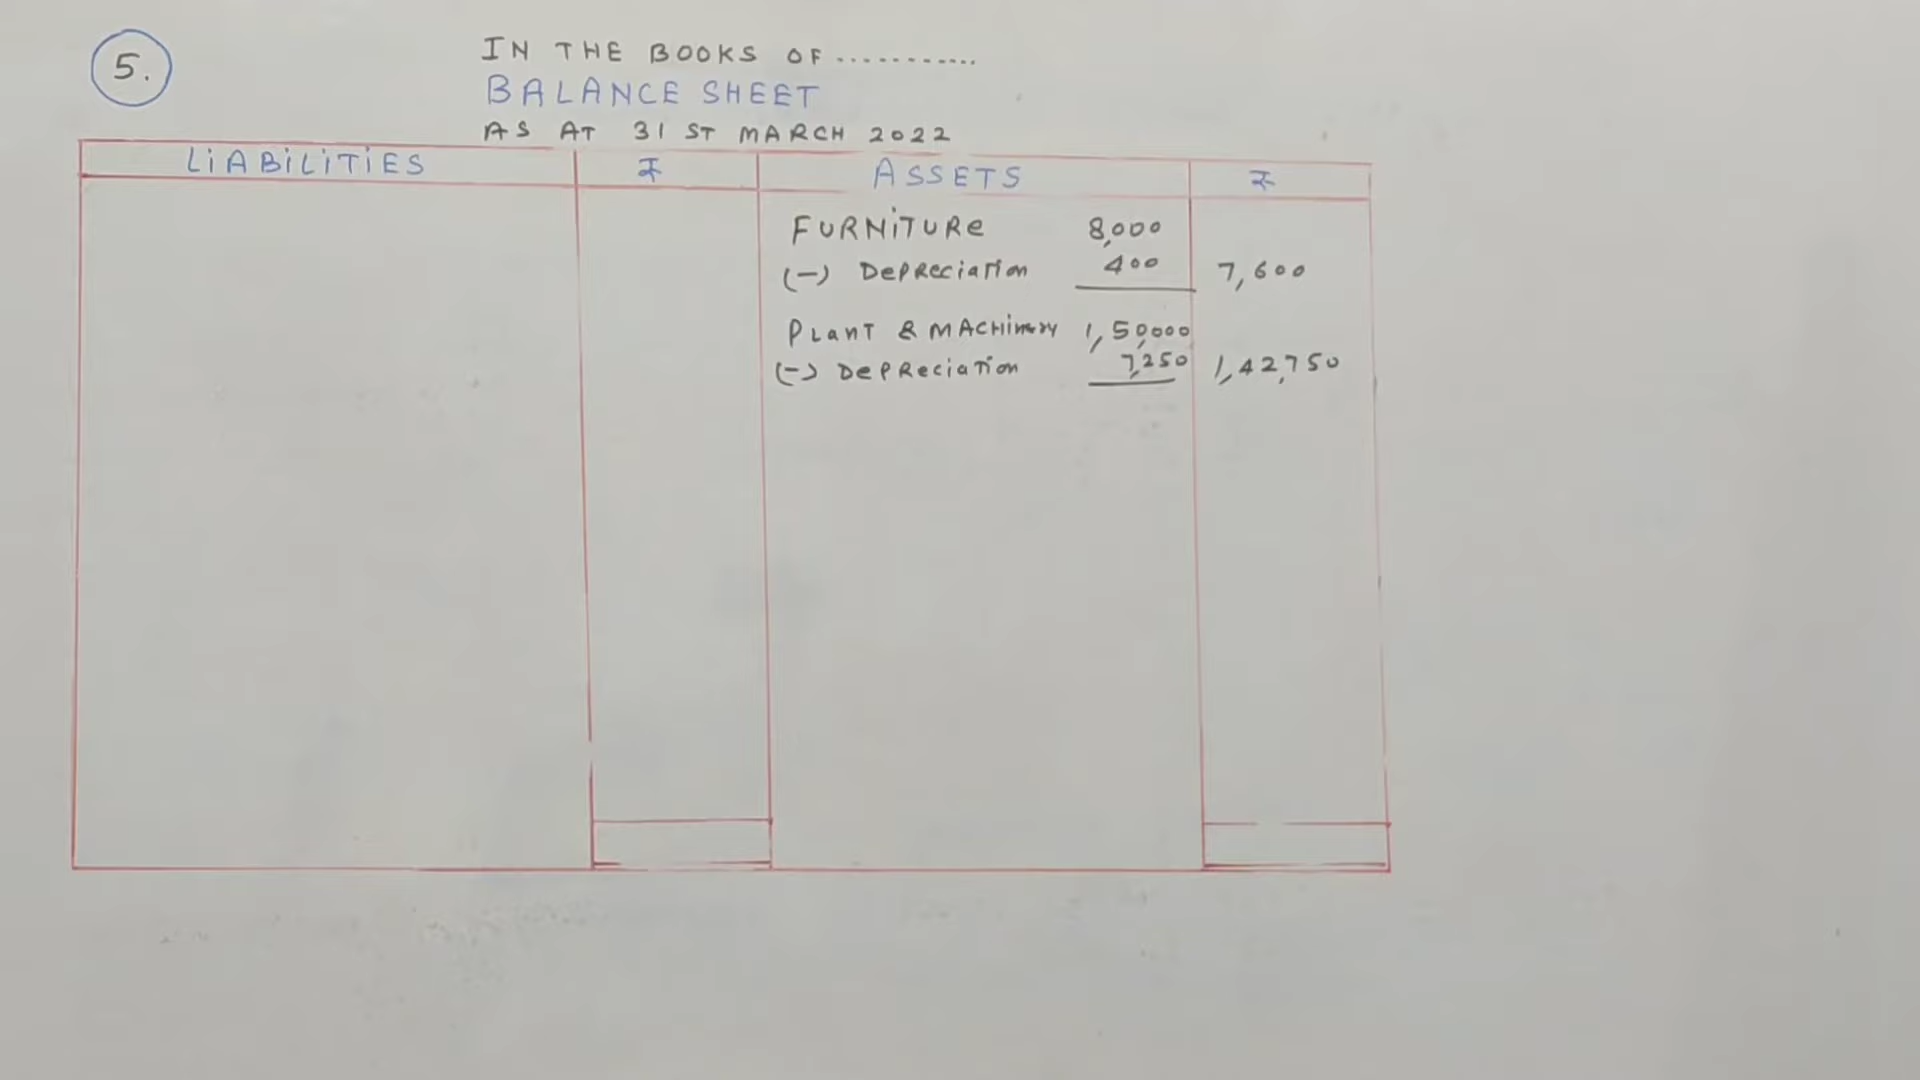 5.
IN THE BOOKS OF ...........
BALANCE SHEET
AS AT 31 ST MARCH 2022
LIABILITIES ₹ ASSETS ₹
FURNITURE 8,000
(-) Depreciation 400 7,600
PLANT & MACHINERY 1,50,000
(-) Depreciation 7,250 1,42,750